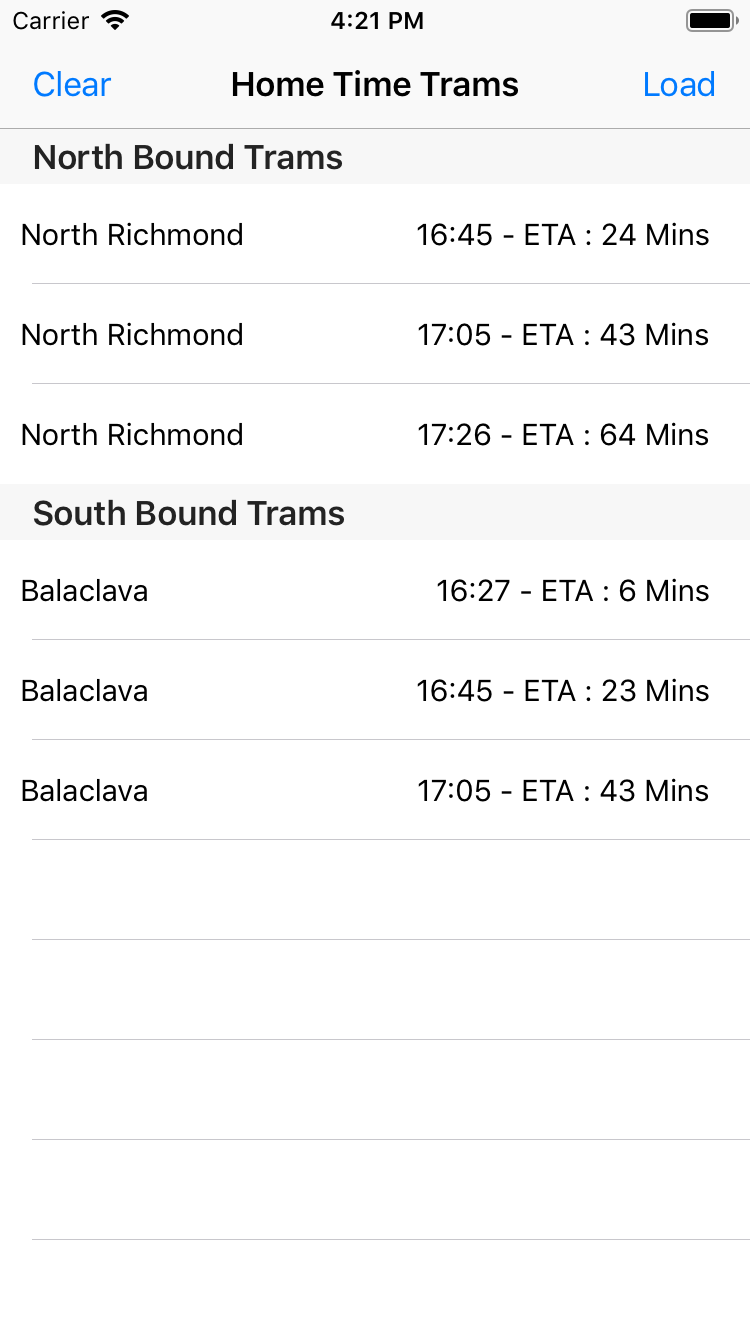 Carrier 4:21 PM
Clear Home Time Trams Load
North Bound Trams
North Richmond 16:45 - ETA : 24 Mins
North Richmond 17:05 - ETA : 43 Mins
North Richmond 17:26 - ETA : 64 Mins
South Bound Trams
Balaclava 16:27 - ETA : 6 Mins
Balaclava 16:45 - ETA : 23 Mins
Balaclava 17:05 - ETA : 43 Mins